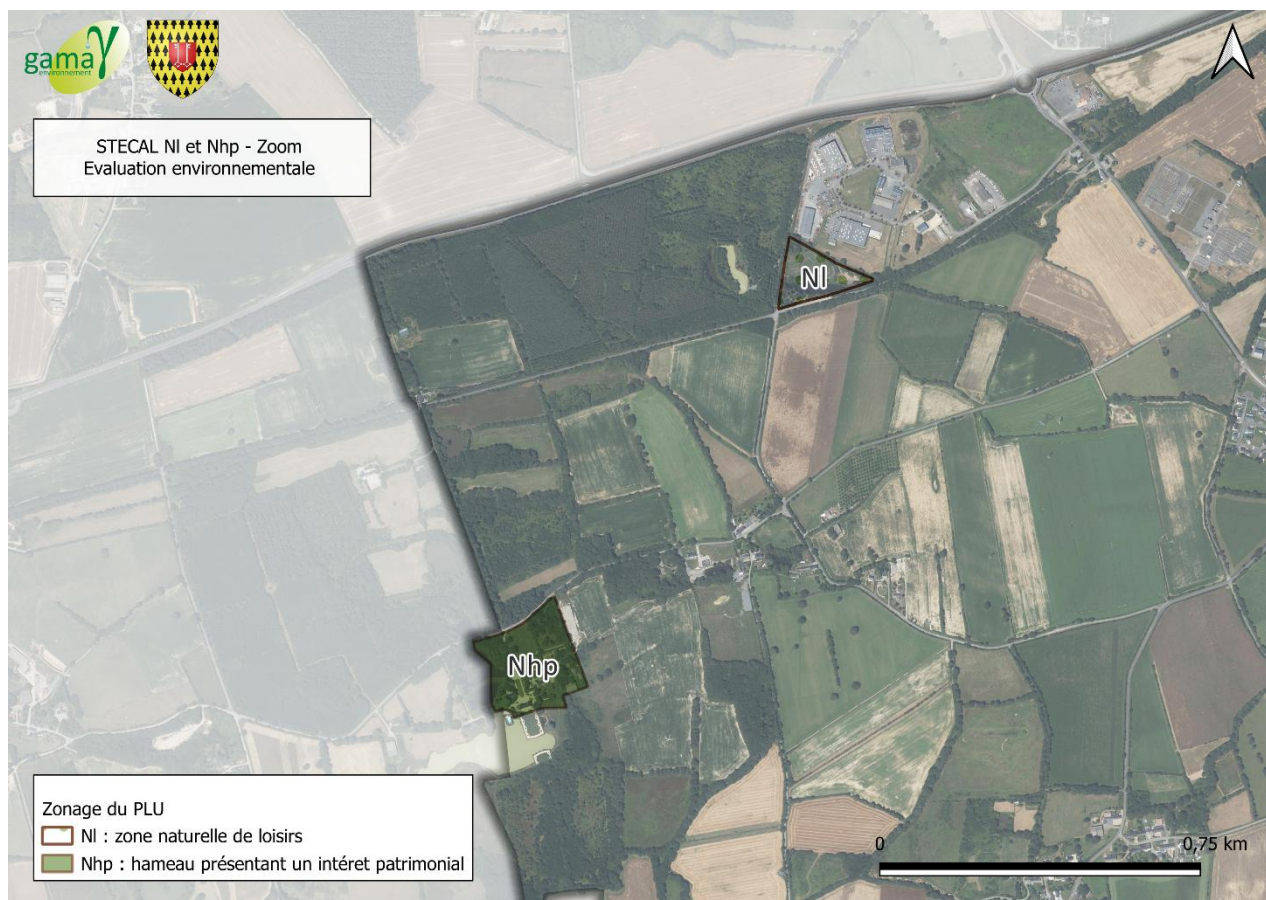 gama
environnement
STECAL Nl et Nhp - Zoom
Evaluation environnementale
Nl
Nhp
Zonage du PLU
Nl : zone naturelle de loisirs
Nhp : hameau présentant un intéret patrimonial
0
0,75 km